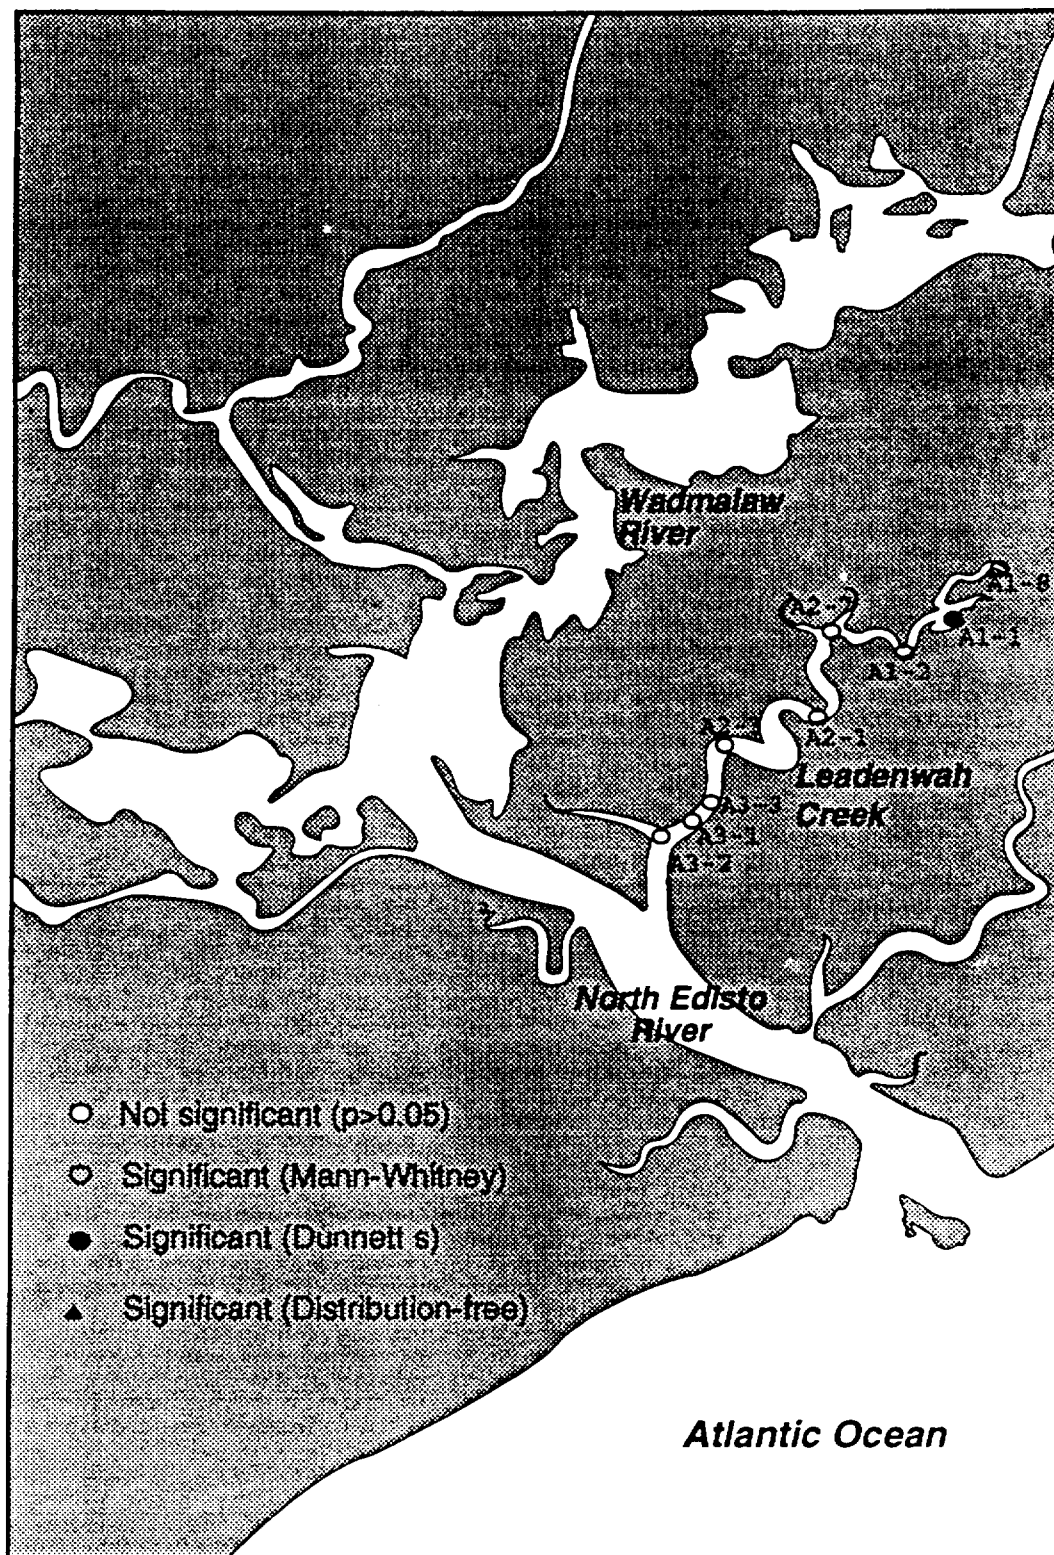 Wadmalaw
River
A1-8
A2-?
A1-1
A1-2
A2-1
Leadenwah
Creek
A3-3
A3-1
A3-2
North Edisto
River
Not significant (p>0.05)
Significant (Mann-Whitney)
Significant (Dunnett s)
Significant (Distribution-free)
Atlantic Ocean